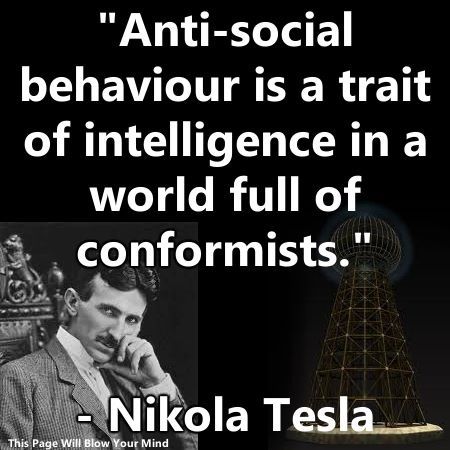 "Anti-social
behaviour is a trait
of intelligence in a
world full of
conformists."
- Nikola Tesla
This Page Will Blow Your Mind